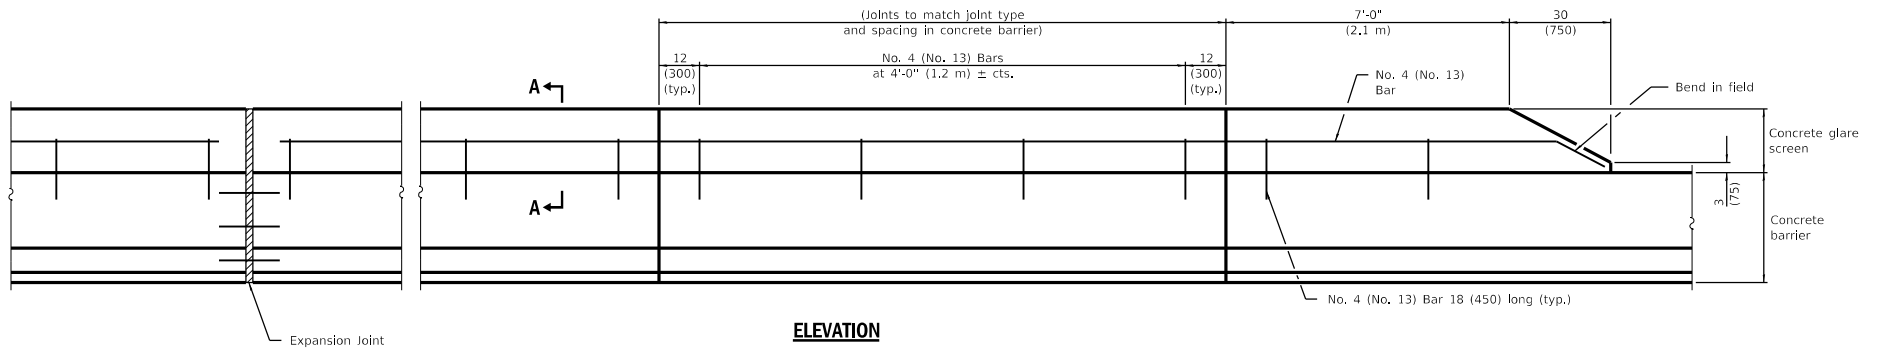 (Joints to match joint type
and spacing in concrete barrier)
7'-0"
(2.1 m)
30
(750)
12
(300)
(typ.)
No. 4 (No. 13) Bars
at 4'-0" (1.2 m) ± cts.
12
(300)
(typ.)
A
No. 4 (No. 13)
Bar
Bend in field
Concrete glare
screen
A
3
(75)
Concrete
barrier
No. 4 (No. 13) Bar 18 (450) long (typ.)
Expansion Joint
ELEVATION